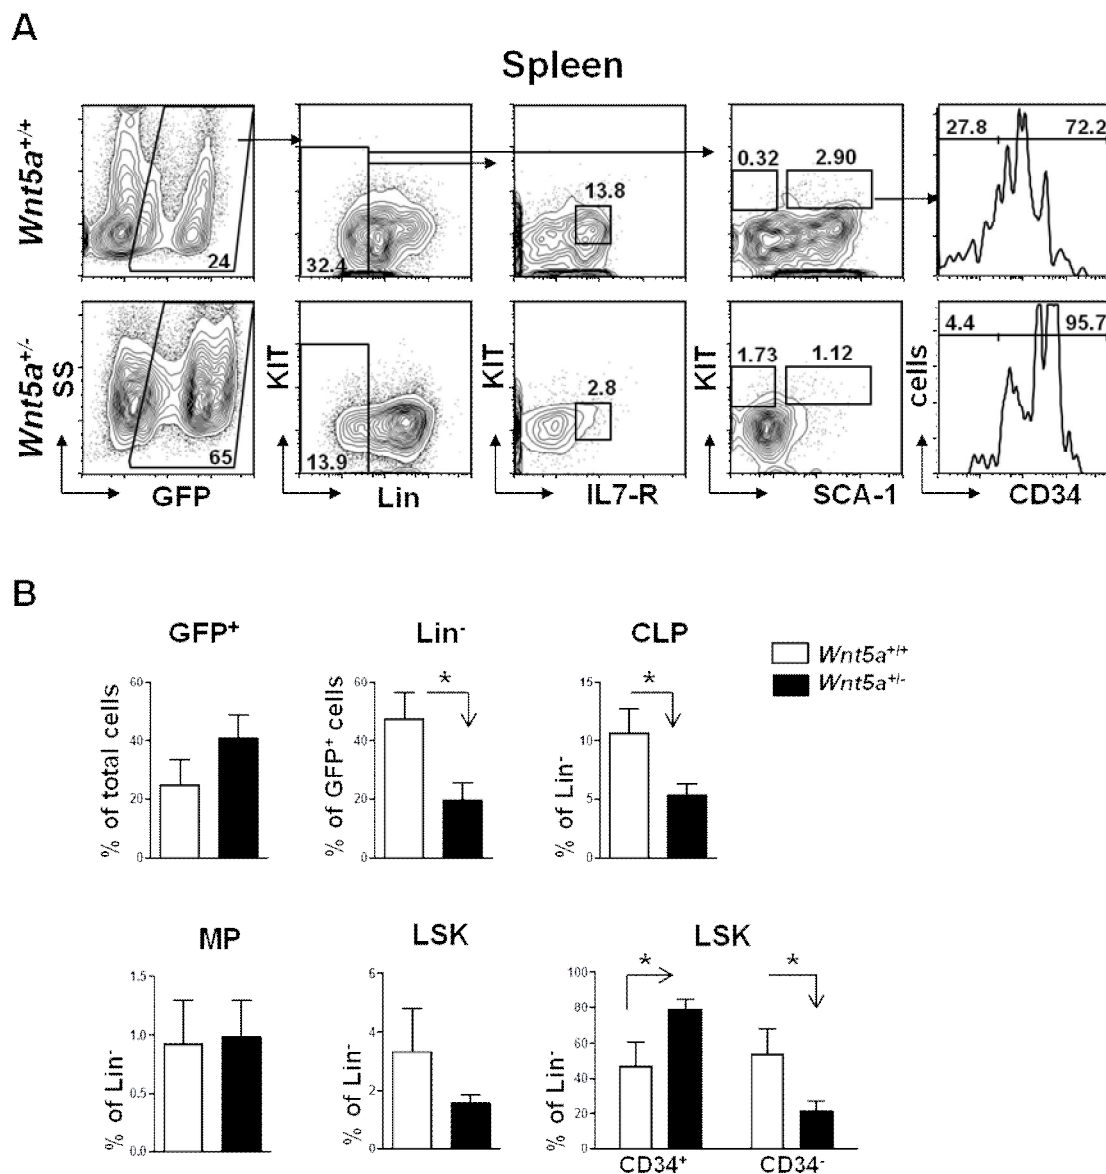 A
Spleen
Wnt5a+/+
24
32.4
13.8
0.32 2.90
27.8 72.2
Wnt5a+/-
SS
65
KIT
13.9
KIT
2.8
KIT
1.73 1.12
cells
4.4 95.7
GFP Lin IL7-R SCA-1 CD34
B
GFP+ Lin- CLP
Wnt5a+/+
Wnt5a+/-
% of total cells
60
40
20
0
% of GFP+ cells
60
40
20
0
*
% of Lin-
15
10
5
0
*
MP LSK LSK
% of Lin-
1.5
1.0
0.5
0.0
% of Lin-
6
4
2
0
% of Lin-
100
80
60
40
20
0
* *
CD34+ CD34-